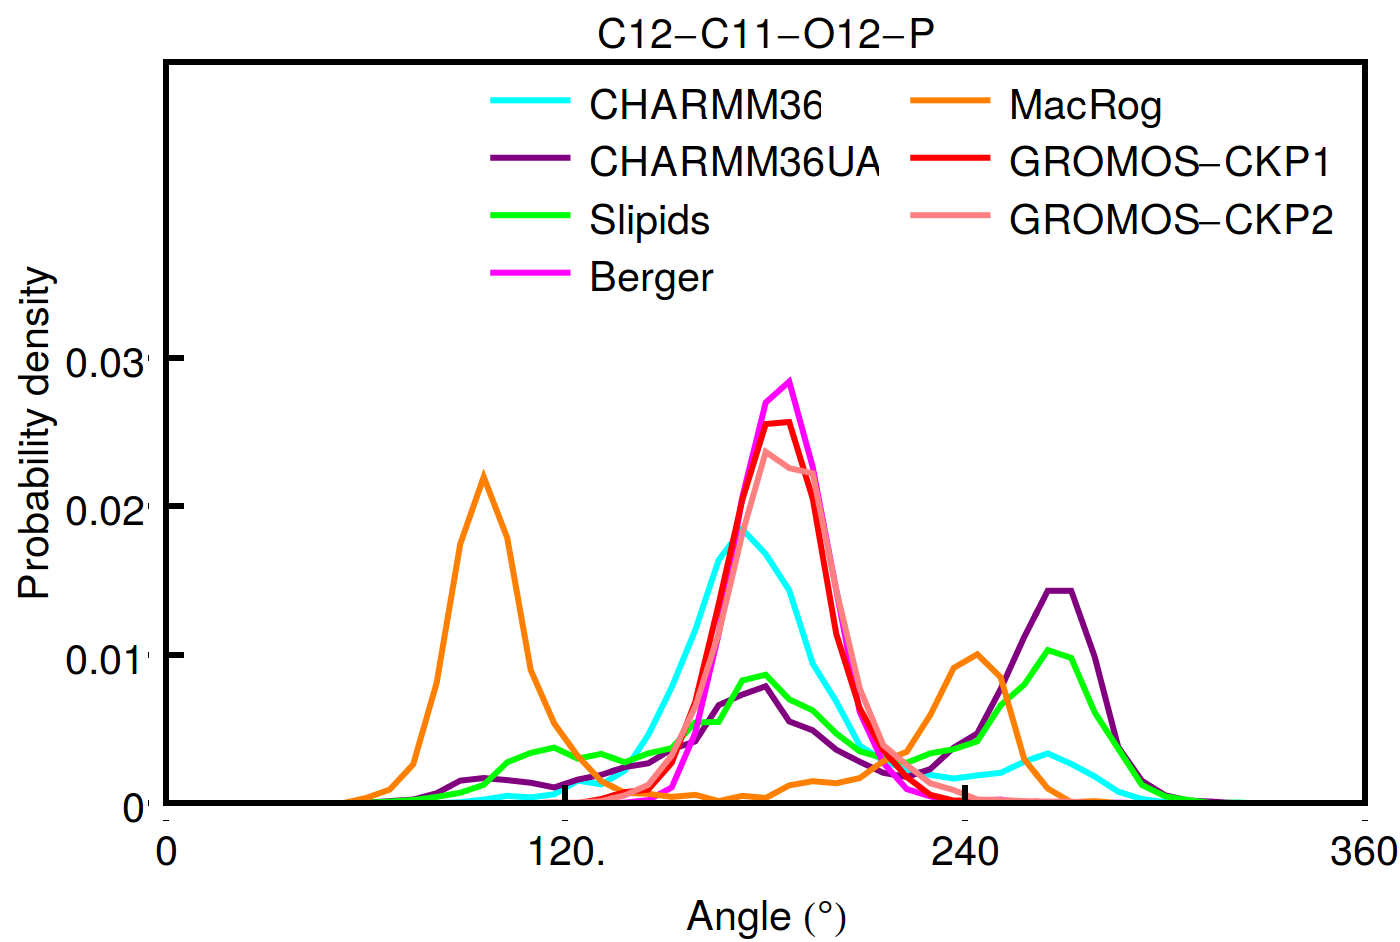 C12−C11−O12−P
CHARMM36
MacRog
CHARMM36UA
GROMOS−CKP1
Slipids
GROMOS−CKP2
Berger
Probability density
0.03
0.02
0.01
0
0
120.
240
360
Angle (°)